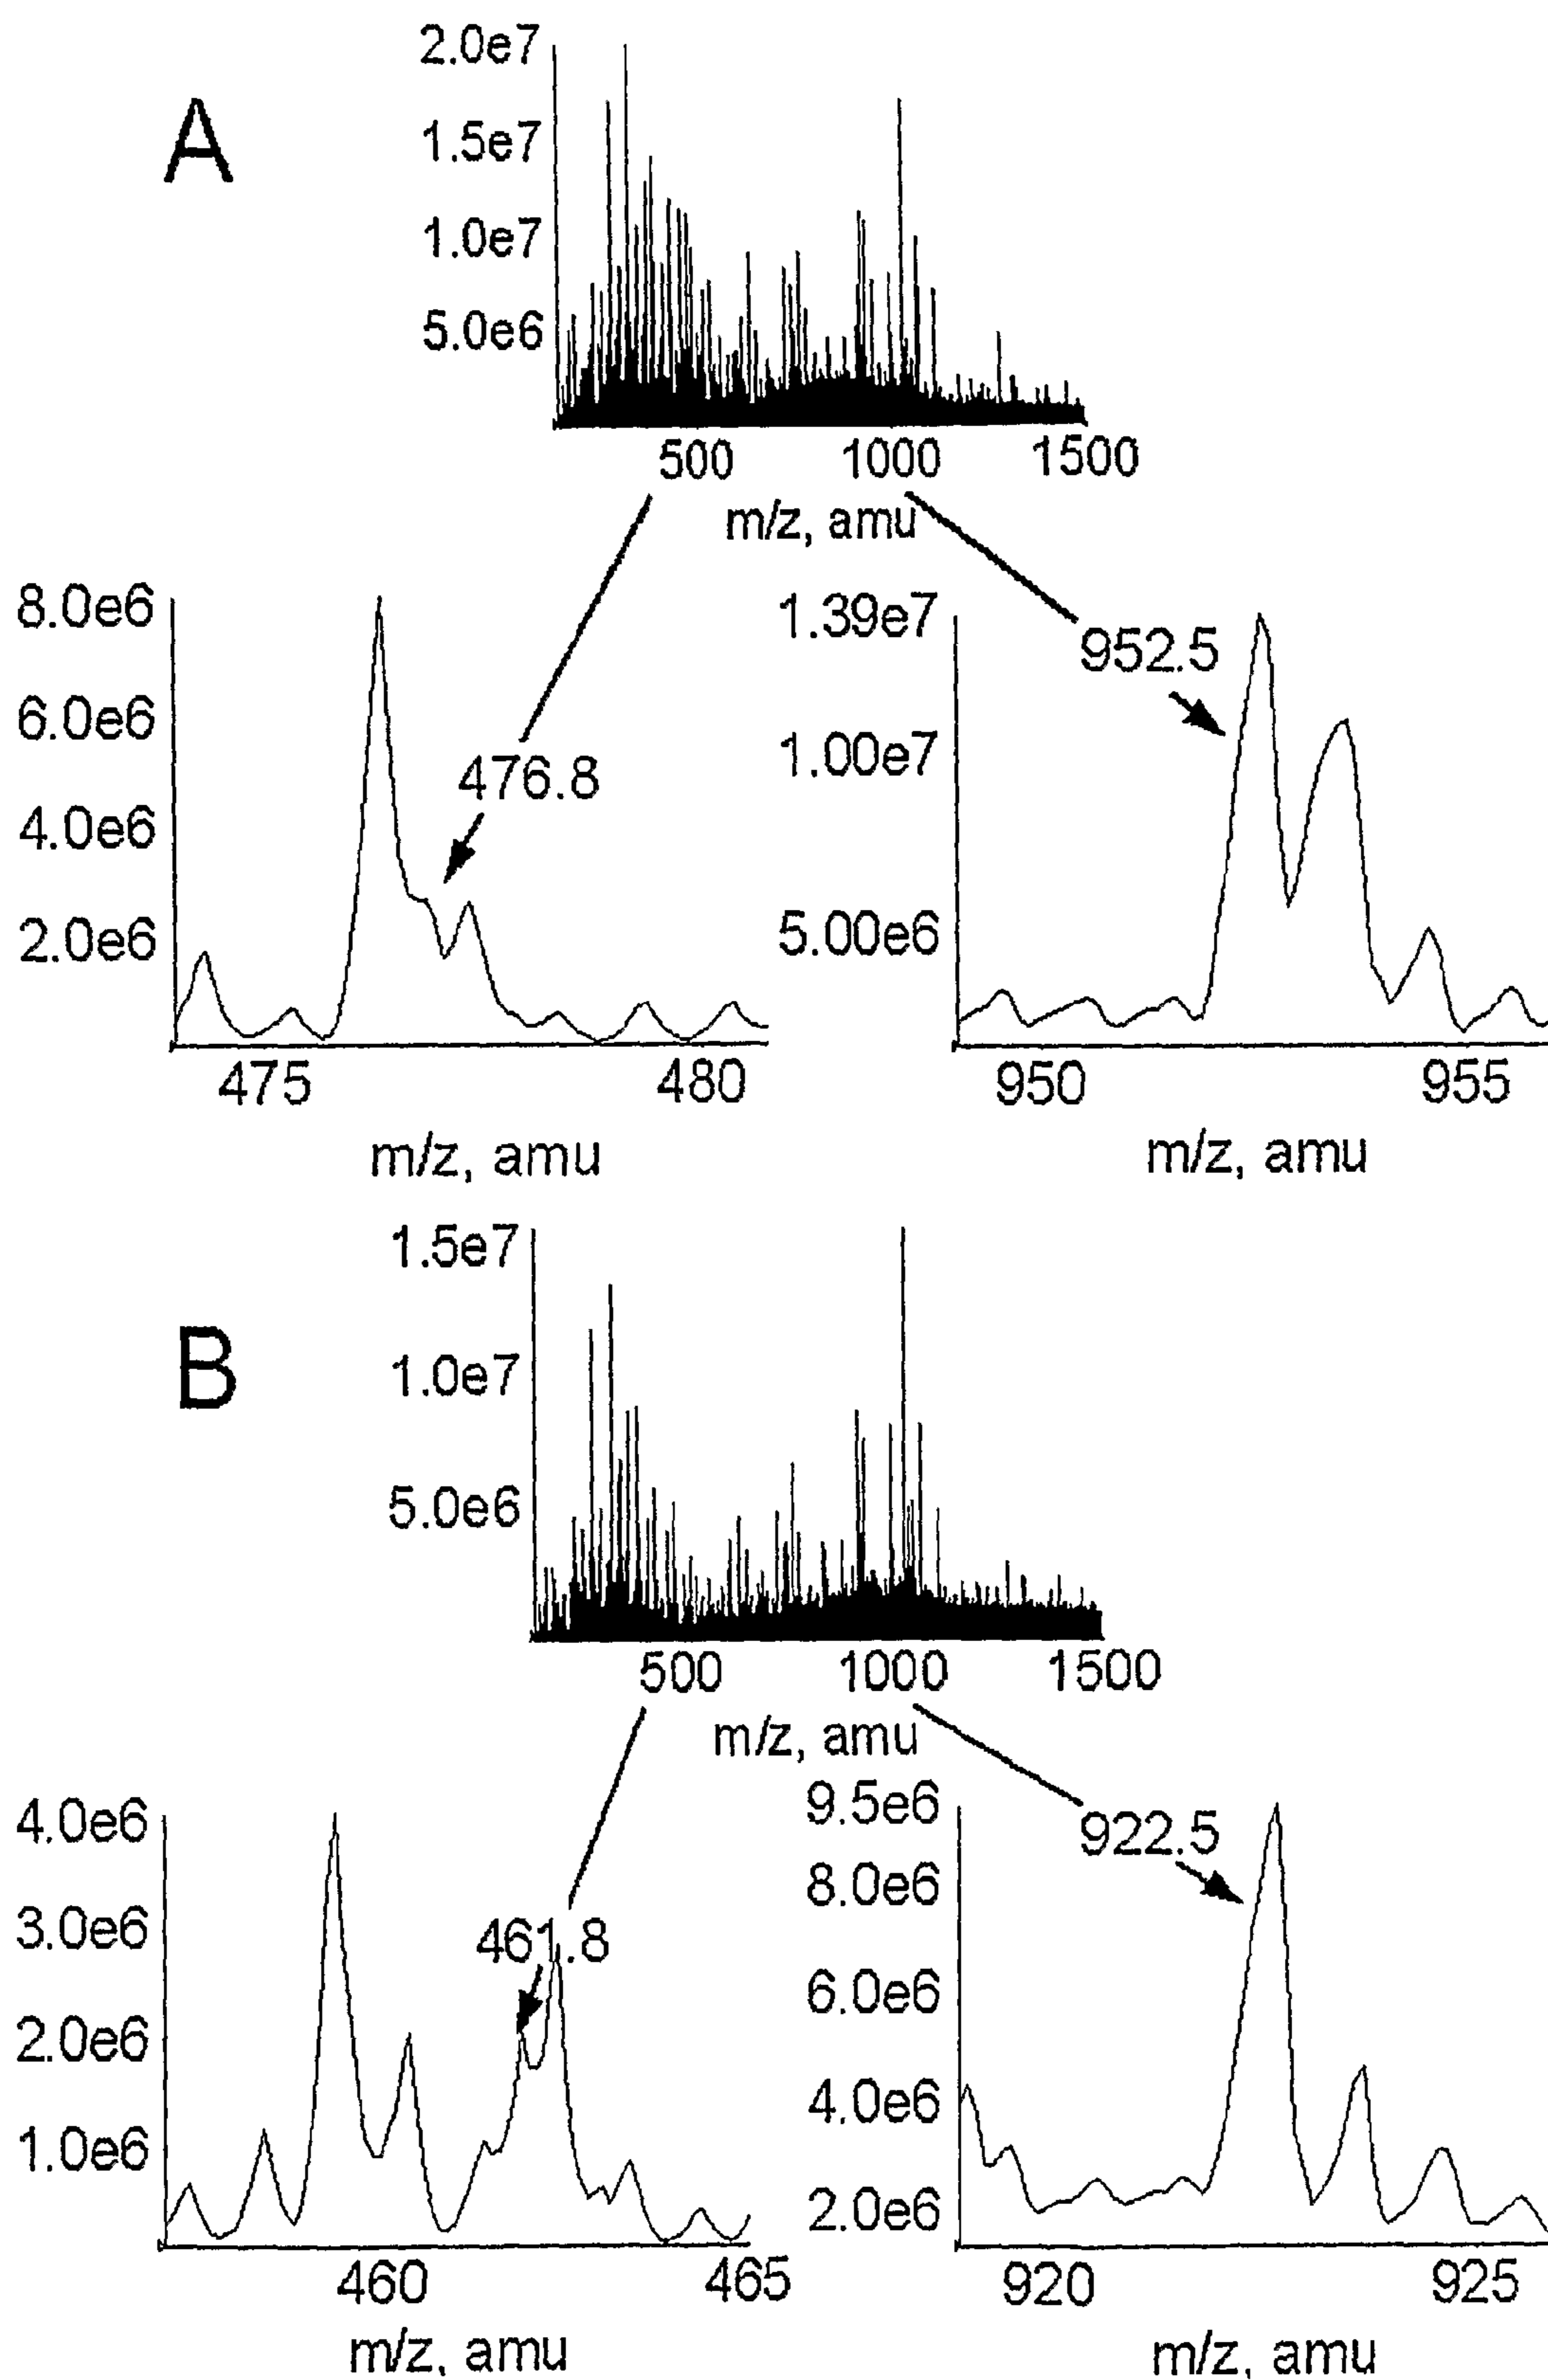 A
2.0e7
1.5e7
1.0e7
5.0e6
500 1000 1500
m/z, amu
8.0e6
6.0e6
4.0e6
2.0e6
476.8
475 480
m/z, amu
1.39e7
1.00e7
5.00e6
952.5
950 955
m/z, amu
B
1.5e7
1.0e7
5.0e6
500 1000 1500
m/z, amu
4.0e6
3.0e6
2.0e6
1.0e6
461.8
460 465
m/z, amu
9.5e6
8.0e6
6.0e6
4.0e6
2.0e6
922.5
920 925
m/z, amu